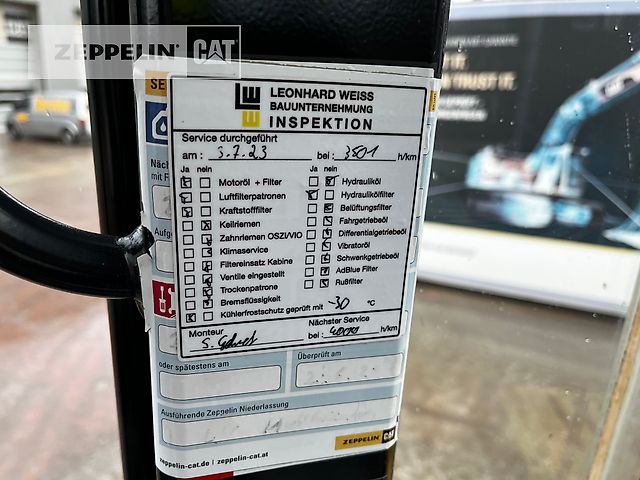 ZEPPELIN CAT
LEONHARD WEISS
BAUUNTERNEHMUNG
INSPEKTION
Service durchgeführt
am: 3.7.23 bei: 3501 h/km
Ja nein Ja nein
Motoröl + Filter Hydrauliköl
Luftfilterpatronen Hydraulikölfilter
Kraftstofffilter Belüftungsfilter
Keilriemen Fahrgetriebeöl
Zahnriemen OSZI/VIO Differentialgetriebeöl
Klimaservice Vibratoröl
Filtereinsatz Kabine Schwenkgetriebeöl
Ventile eingestellt AdBlue Filter
Trockenpatrone Rußfilter
Bremsflüssigkeit
Kühlerfrostschutz geprüft mit -30 °C
Monteur Nächster Service
S. bei: 4000 h/km
oder spätestens am Überprüft am
Ausführende Zeppelin Niederlassung
ZEPPELIN CAT
zeppelin-cat.de | zeppelin-cat.at